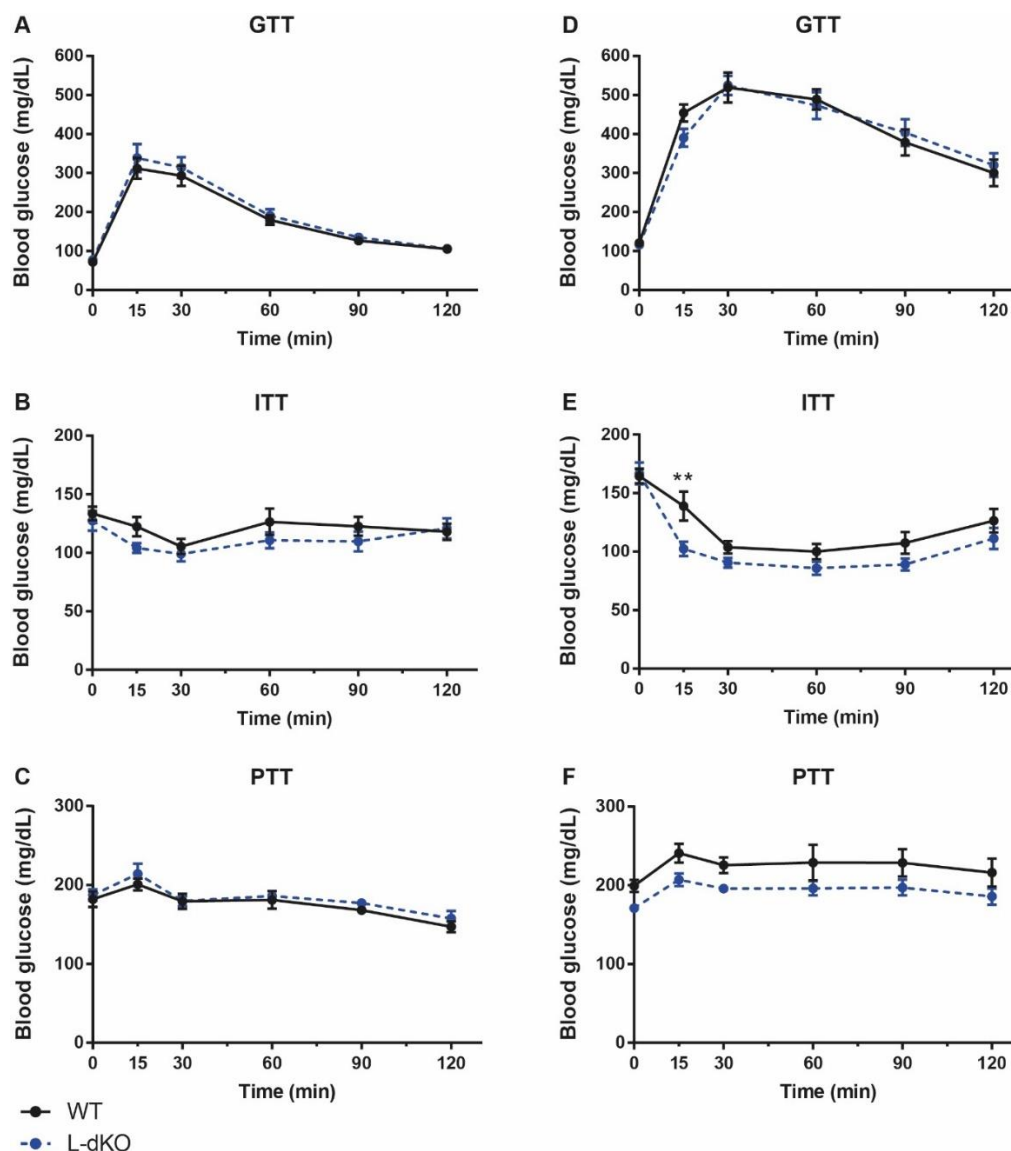 A GTT
Blood glucose (mg/dL)
600
500
400
300
200
100
0
0 15 30 60 90 120
Time (min)
B ITT
Blood glucose (mg/dL)
200
150
100
50
0
0 15 30 60 90 120
Time (min)
C PTT
Blood glucose (mg/dL)
300
200
100
0
0 15 30 60 90 120
Time (min)
D GTT
Blood glucose (mg/dL)
600
500
400
300
200
100
0
0 15 30 60 90 120
Time (min)
E ITT
Blood glucose (mg/dL)
200
150
100
50
0
**
0 15 30 60 90 120
Time (min)
F PTT
Blood glucose (mg/dL)
300
200
100
0
0 15 30 60 90 120
Time (min)
WT
L-dKO